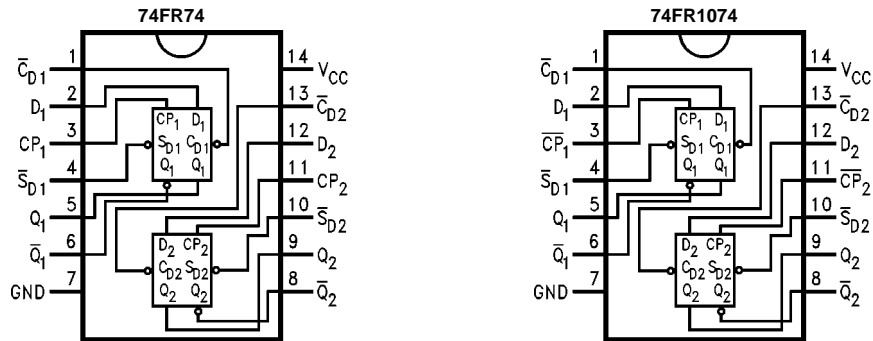 74FR74
1
C̅D1
2
D1
3
CP1
4
S̅D1
5
Q1
6
Q̅1
7
GND
14
VCC
13
C̅D2
12
D2
11
CP2
10
S̅D2
9
Q2
8
Q̅2
CP1 D1
SD1 CD1
Q1 Q1
D2 CP2
CD2 SD2
Q2 Q2
74FR1074
1
C̅D1
2
D1
3
C̅P̅1
4
S̅D1
5
Q1
6
Q̅1
7
GND
14
VCC
13
C̅D2
12
D2
11
C̅P̅2
10
S̅D2
9
Q2
8
Q̅2
CP1 D1
SD1 CD1
Q1 Q1
D2 CP2
CD2 SD2
Q2 Q2